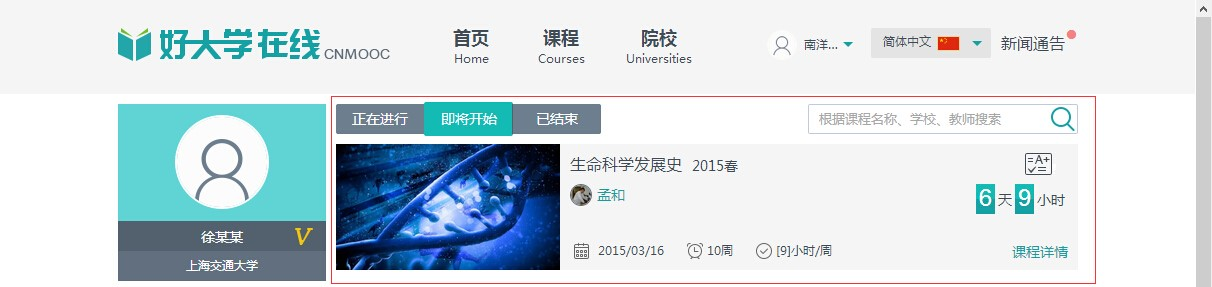 好大学在线 CNMOOC
首页 课程 院校
Home Courses Universities
南洋... 简体中文 新闻通告
正在进行 即将开始 已结束
根据课程名称、学校、教师搜索
生命科学发展史 2015春
A+
孟和
6 天 9 小时
徐某某 V
上海交通大学
2015/03/16 10周 [9]小时/周
课程详情